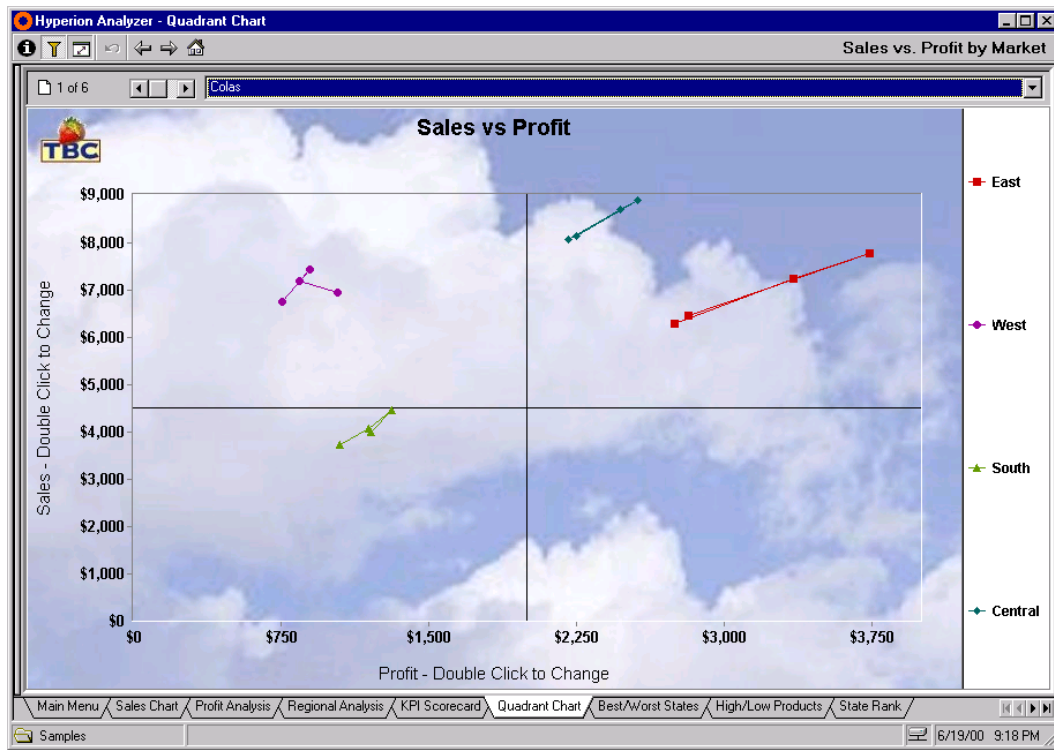 Hyperion Analyzer - Quadrant Chart
Sales vs. Profit by Market
1 of 6
Colas
TBC
Sales vs Profit
$9,000
$8,000
$7,000
$6,000
$5,000
$4,000
$3,000
$2,000
$1,000
$0
Sales - Double Click to Change
$0 $750 $1,500 $2,250 $3,000 $3,750
Profit - Double Click to Change
East
West
South
Central
Main Menu Sales Chart Profit Analysis Regional Analysis KPI Scorecard Quadrant Chart Best/Worst States High/Low Products State Rank
Samples 6/19/00 9:18 PM